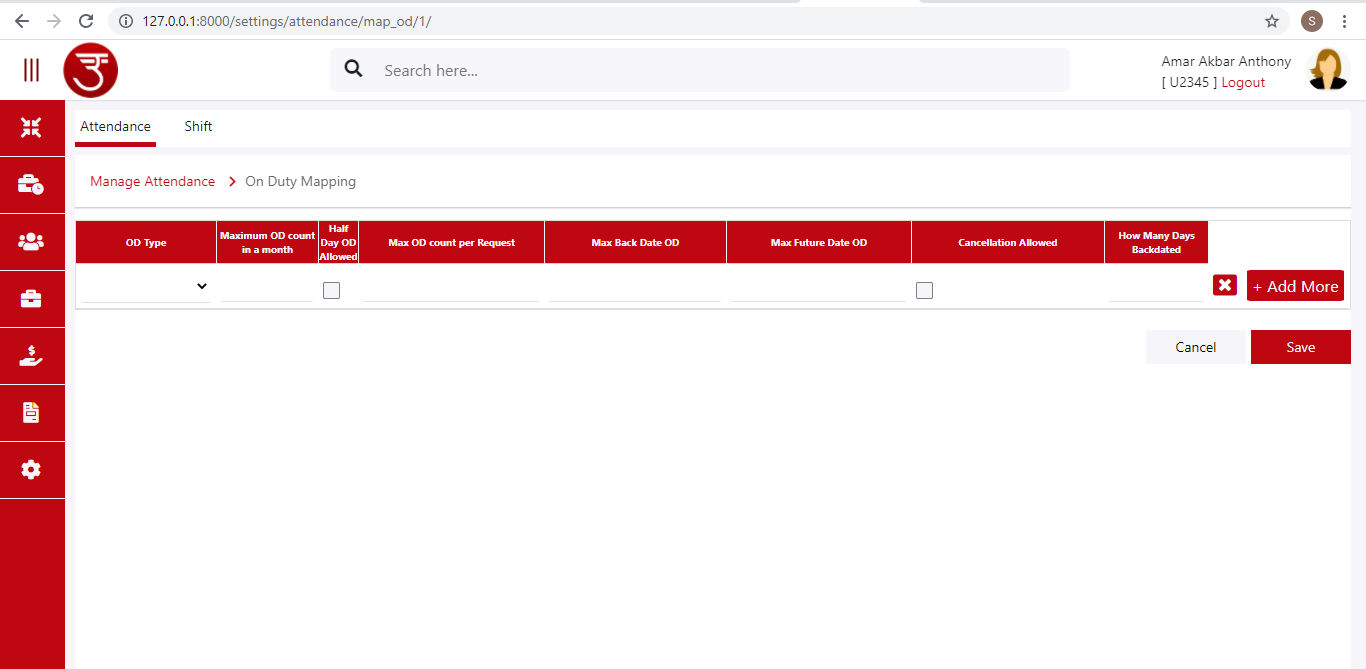 127.0.0.1:8000/settings/attendance/map_od/1/
S
Search here...
Amar Akbar Anthony
[ U2345 ] Logout
Attendance Shift
Manage Attendance On Duty Mapping
OD Type
Maximum OD count
in a month
Half
Day OD
Allowed
Max OD count per Request
Max Back Date OD
Max Future Date OD
Cancellation Allowed
How Many Days
Backdated
+ Add More
Cancel
Save